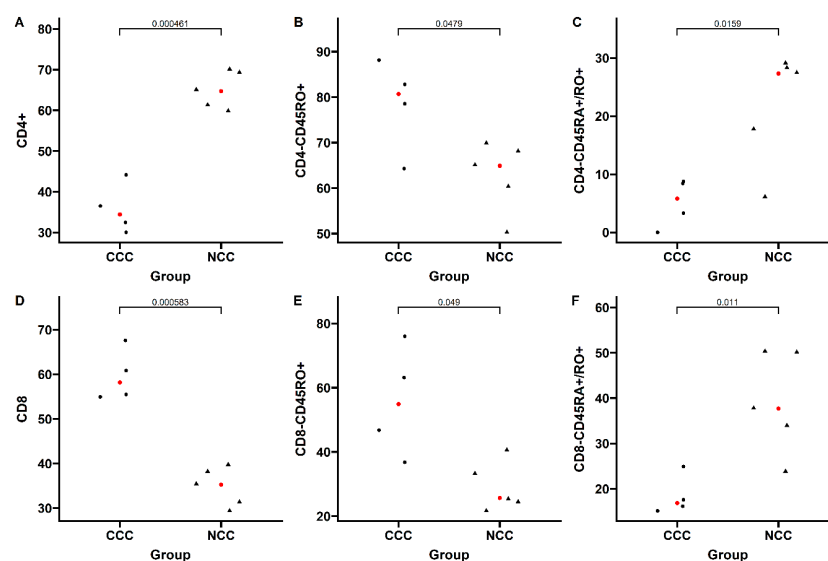 A
0.000461
80
70
60
50
40
30
CD4+
CCC
NCC
Group
B
0.0479
90
80
70
60
50
CD4-CD45RO+
CCC
NCC
Group
C
0.0159
30
20
10
0
CD4-CD45RA+/RO+
CCC
NCC
Group
D
0.000583
70
60
50
40
30
CD8
CCC
NCC
Group
E
0.049
80
60
40
20
CD8-CD45RO+
CCC
NCC
Group
F
0.011
60
50
40
30
20
CD8-CD45RA+/RO+
CCC
NCC
Group